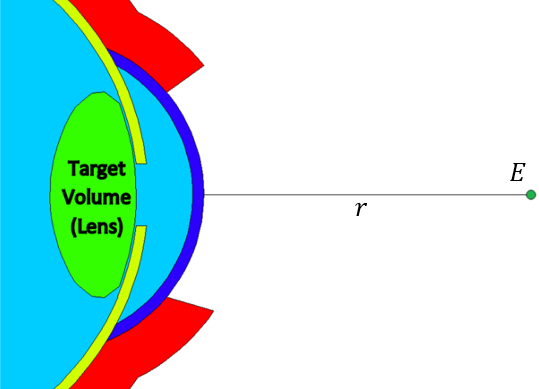 Target
Volume
(Lens)
E
r